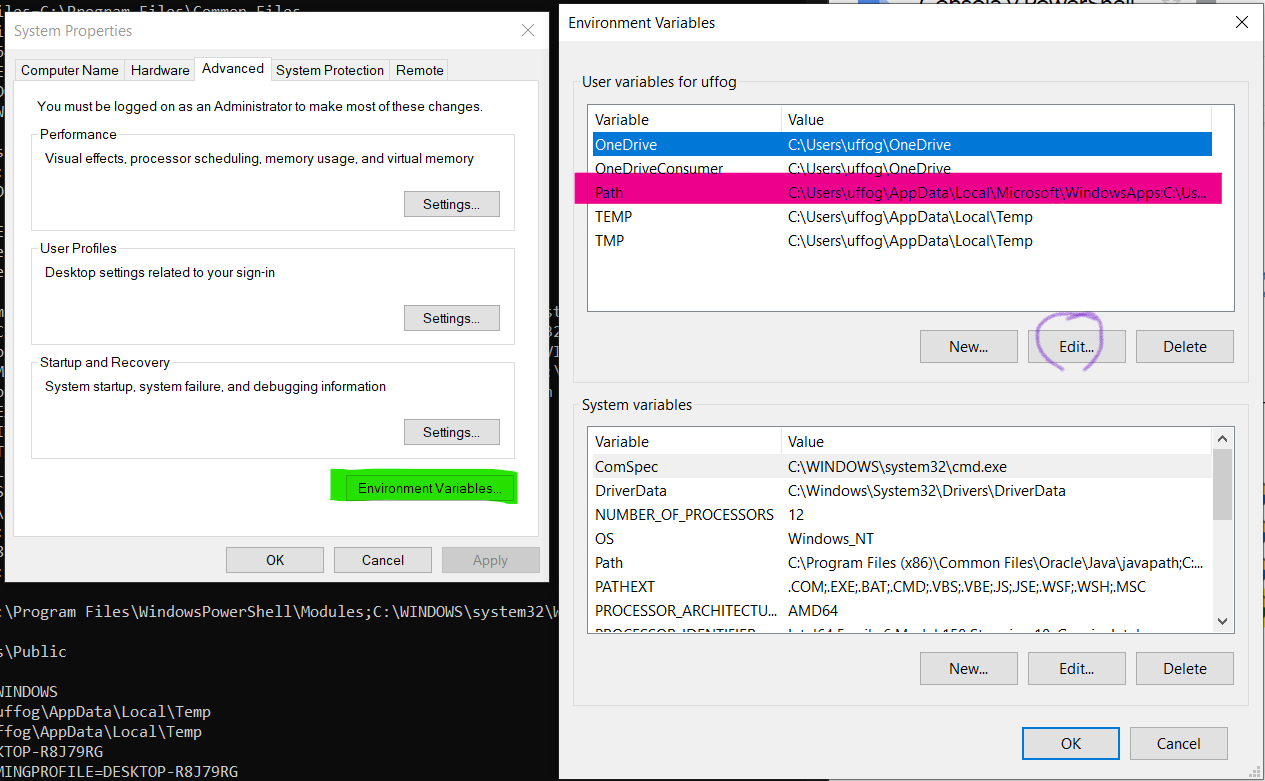 iles=C:\Program Files\Common Files
System Properties
Computer Name Hardware Advanced System Protection Remote
You must be logged on as an Administrator to make most of these changes.
Performance
Visual effects, processor scheduling, memory usage, and virtual memory
Settings...
User Profiles
Desktop settings related to your sign-in
Settings...
Startup and Recovery
System startup, system failure, and debugging information
Settings...
Environment Variables...
OK Cancel Apply
:\Program Files\WindowsPowerShell\Modules;C:\WINDOWS\system32\W
s\Public
WINDOWS
uffog\AppData\Local\Temp
ffog\AppData\Local\Temp
KTOP-R8J79RG
MINGPROFILE=DESKTOP-R8J79RG
Environment Variables
User variables for uffog
Variable Value
OneDrive C:\Users\uffog\OneDrive
OneDriveConsumer C:\Users\uffog\OneDrive
Path C:\Users\uffog\AppData\Local\Microsoft\WindowsApps;C:\Us...
TEMP C:\Users\uffog\AppData\Local\Temp
TMP C:\Users\uffog\AppData\Local\Temp
New... Edit... Delete
System variables
Variable Value
ComSpec C:\WINDOWS\system32\cmd.exe
DriverData C:\Windows\System32\Drivers\DriverData
NUMBER_OF_PROCESSORS 12
OS Windows_NT
Path C:\Program Files (x86)\Common Files\Oracle\Java\javapath;C:...
PATHEXT .COM;.EXE;.BAT;.CMD;.VBS;.VBE;.JS;.JSE;.WSF;.WSH;.MSC
PROCESSOR_ARCHITECTU... AMD64
New... Edit... Delete
OK Cancel